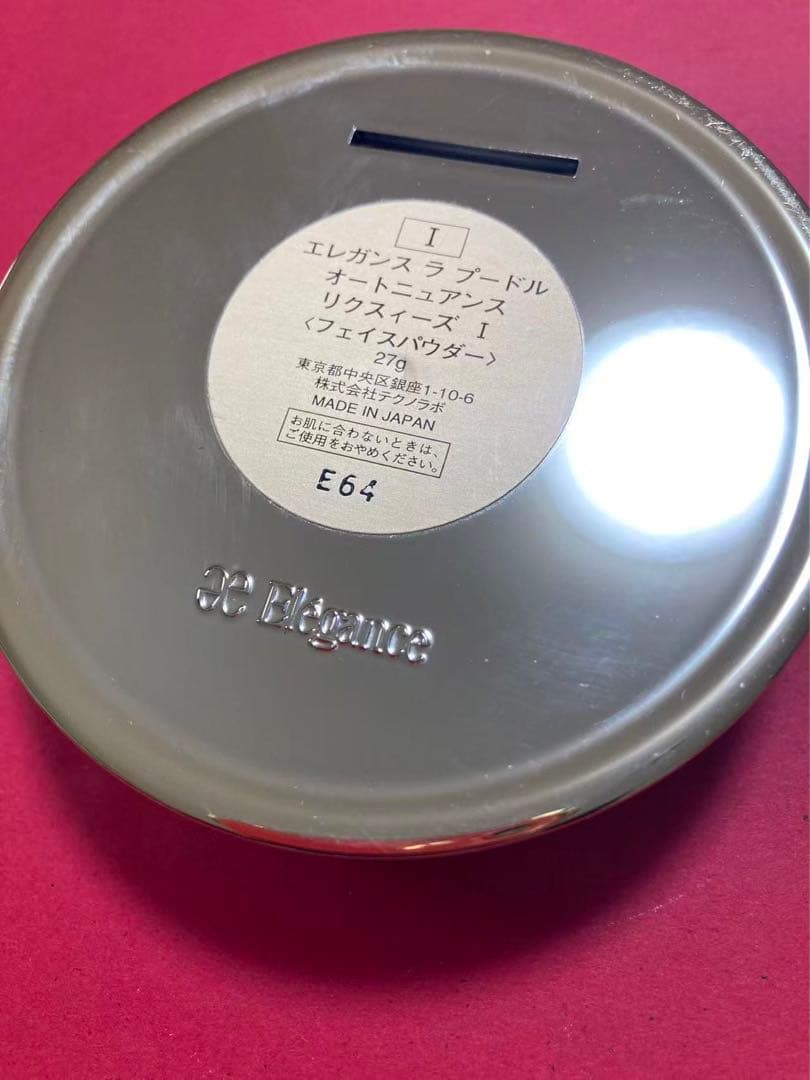 I
エレガンス ラ プードル
オートニュアンス
リクスィーズ I
〈フェイスパウダー〉
27g
東京都中央区銀座1-10-6
株式会社テクノラボ
MADE IN JAPAN
お肌に合わないときは、
ご使用をおやめください。
E64
æ Elégance